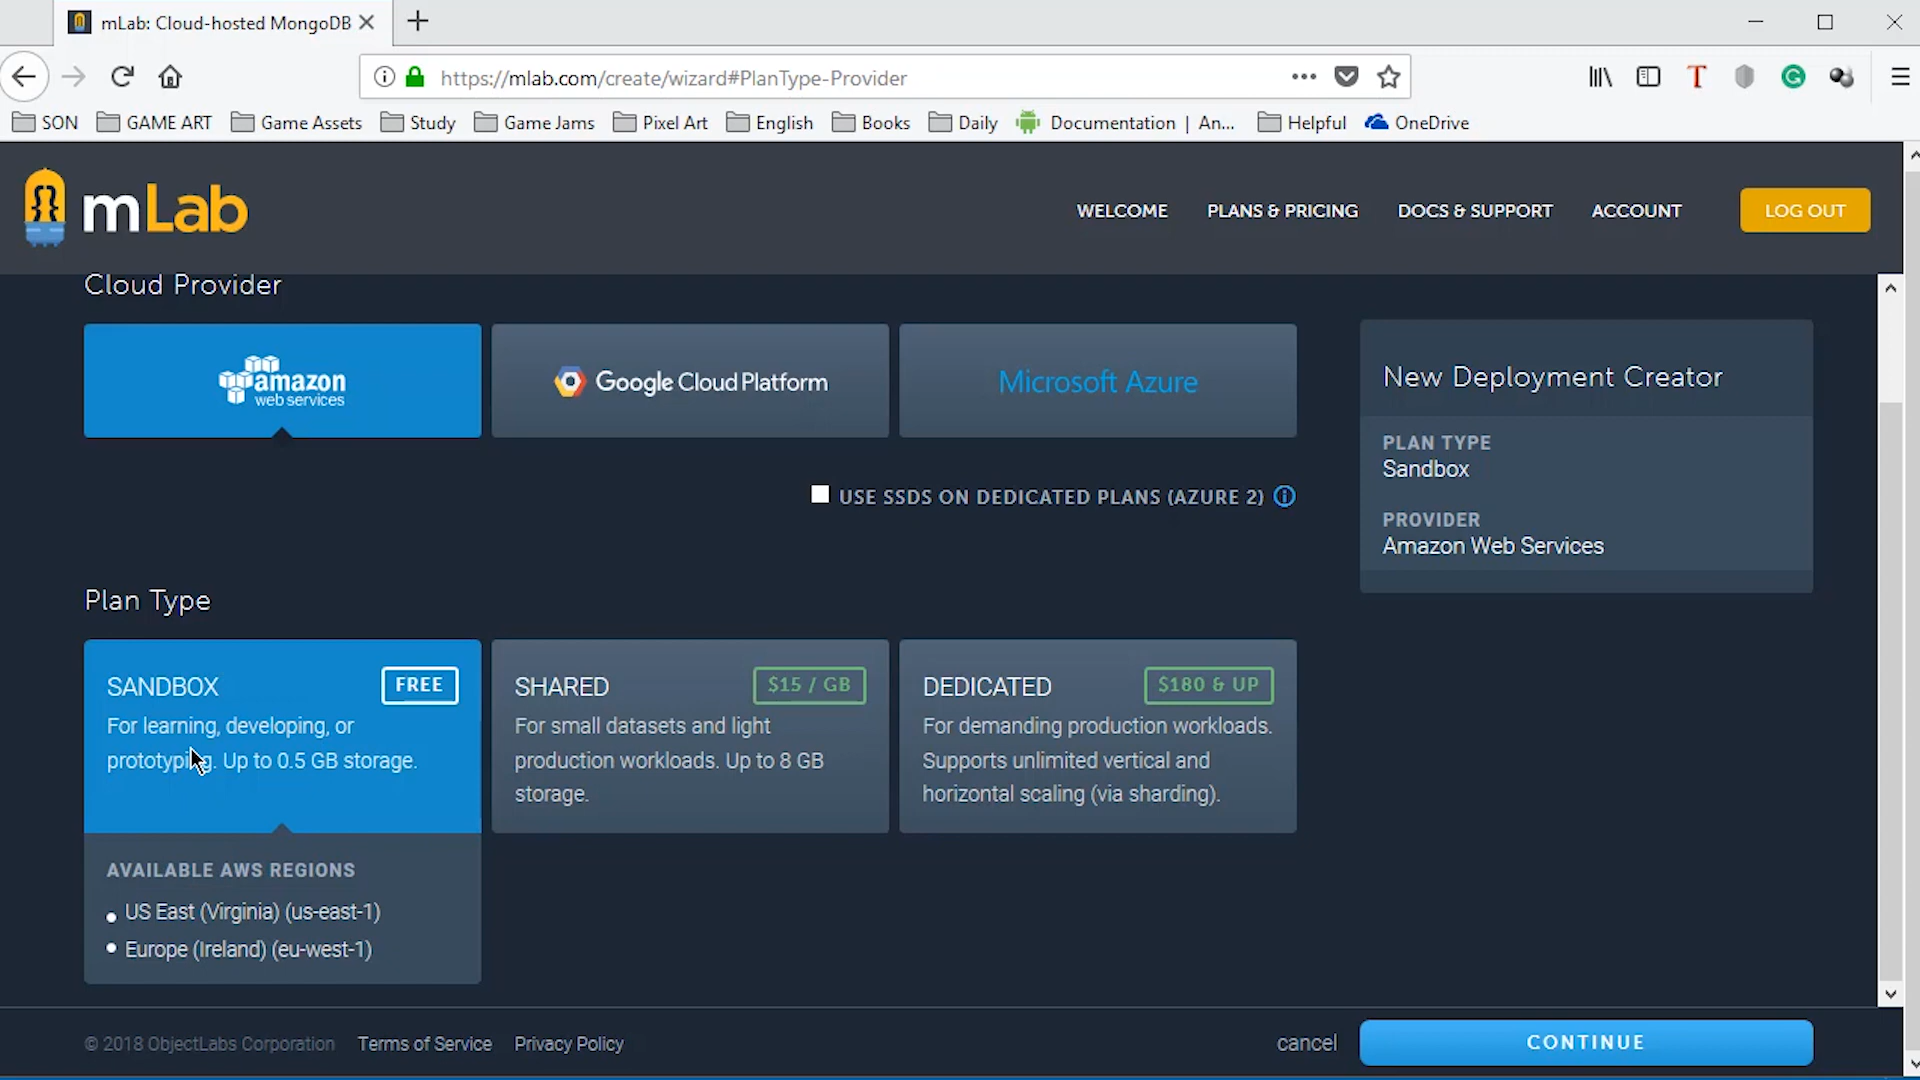 mLab: Cloud-hosted MongoDB
https://mlab.com/create/wizard#PlanType-Provider
SON GAME ART Game Assets Study Game Jams Pixel Art English Books Daily Documentation | An... Helpful OneDrive
mLab
WELCOME PLANS & PRICING DOCS & SUPPORT ACCOUNT LOG OUT
Cloud Provider
amazon
web services
Google Cloud Platform
Microsoft Azure
USE SSDS ON DEDICATED PLANS (AZURE 2)
New Deployment Creator
PLAN TYPE
Sandbox
PROVIDER
Amazon Web Services
Plan Type
SANDBOX FREE
For learning, developing, or
prototyping. Up to 0.5 GB storage.
SHARED $15 / GB
For small datasets and light
production workloads. Up to 8 GB
storage.
DEDICATED $180 & UP
For demanding production workloads.
Supports unlimited vertical and
horizontal scaling (via sharding).
AVAILABLE AWS REGIONS
US East (Virginia) (us-east-1)
Europe (Ireland) (eu-west-1)
© 2018 ObjectLabs Corporation Terms of Service Privacy Policy
cancel CONTINUE